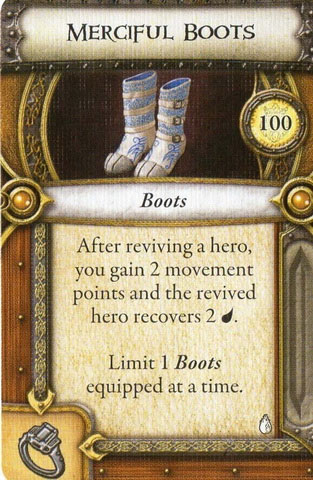 Merciful Boots
100
Boots
After reviving a hero,
you gain 2 movement
points and the revived
hero recovers 2 .
Limit 1 Boots
equipped at a time.